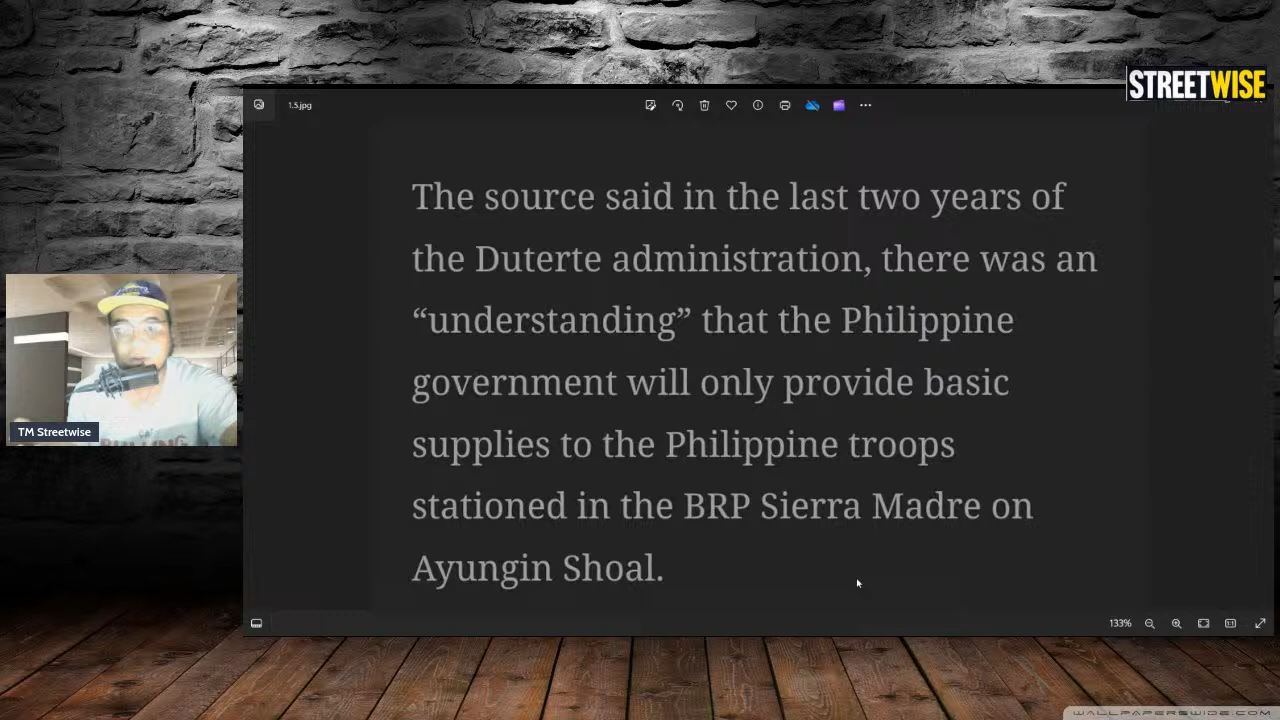 STREETWISE
1.5.jpg
The source said in the last two years of
the Duterte administration, there was an
“understanding” that the Philippine
government will only provide basic
supplies to the Philippine troops
stationed in the BRP Sierra Madre on
Ayungin Shoal.
TM Streetwise
133%
WALLPAPERSWIDE.COM